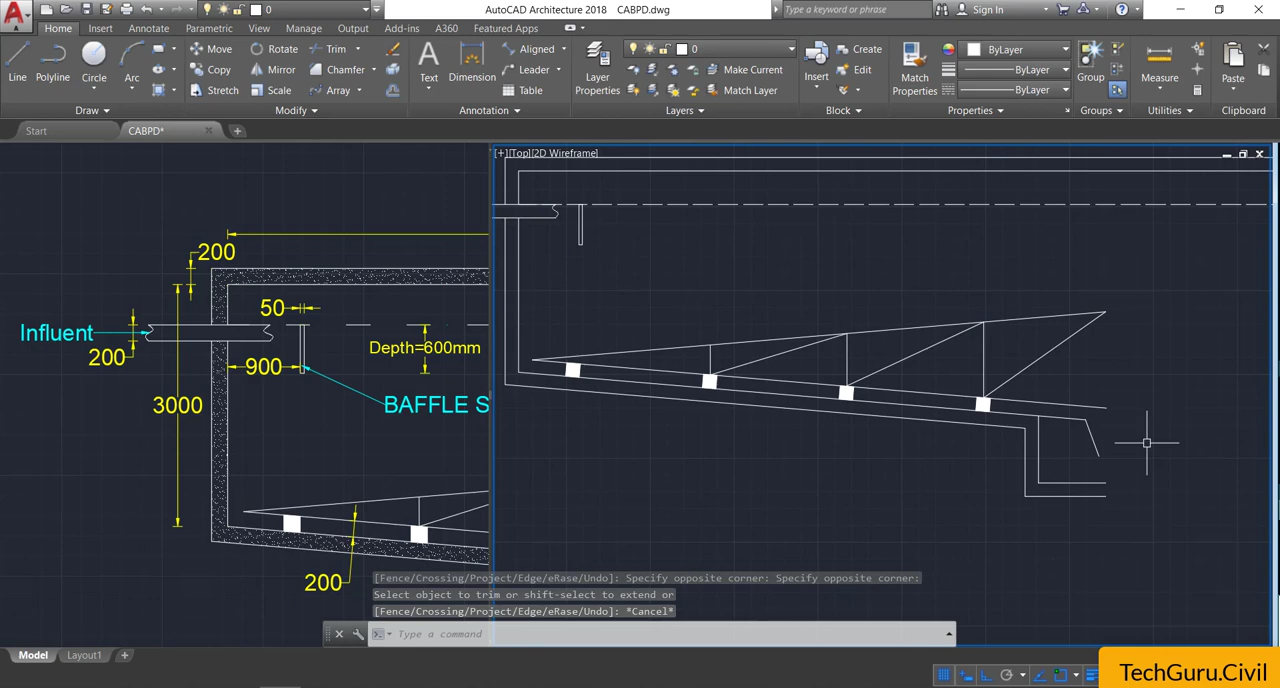 A 0 AutoCAD Architecture 2018 CABPD.dwg Type a keyword or phrase Sign In
Home Insert Annotate Parametric View Manage Output Add-ins A360 Featured Apps
Line Polyline Circle Arc Move Rotate Trim Text Dimension Aligned Layer Properties 0 Insert Create Match Properties ByLayer Group Measure Paste
Copy Mirror Chamfer Leader Make Current Edit ByLayer
Stretch Scale Array Table Match Layer ByLayer
Draw Modify Annotation Layers Block Properties Groups Utilities Clipboard
Start CABPD*
[+][Top][2D Wireframe]
200
50
Influent
200
Depth=600mm
900
3000
BAFFLE S
200
[Fence/Crossing/Project/Edge/eRase/Undo]: Specify opposite corner: Specify opposite corner:
Select object to trim or shift-select to extend or
[Fence/Crossing/Project/Edge/eRase/Undo]: *Cancel*
Type a command
Model Layout1
TechGuru.Civil